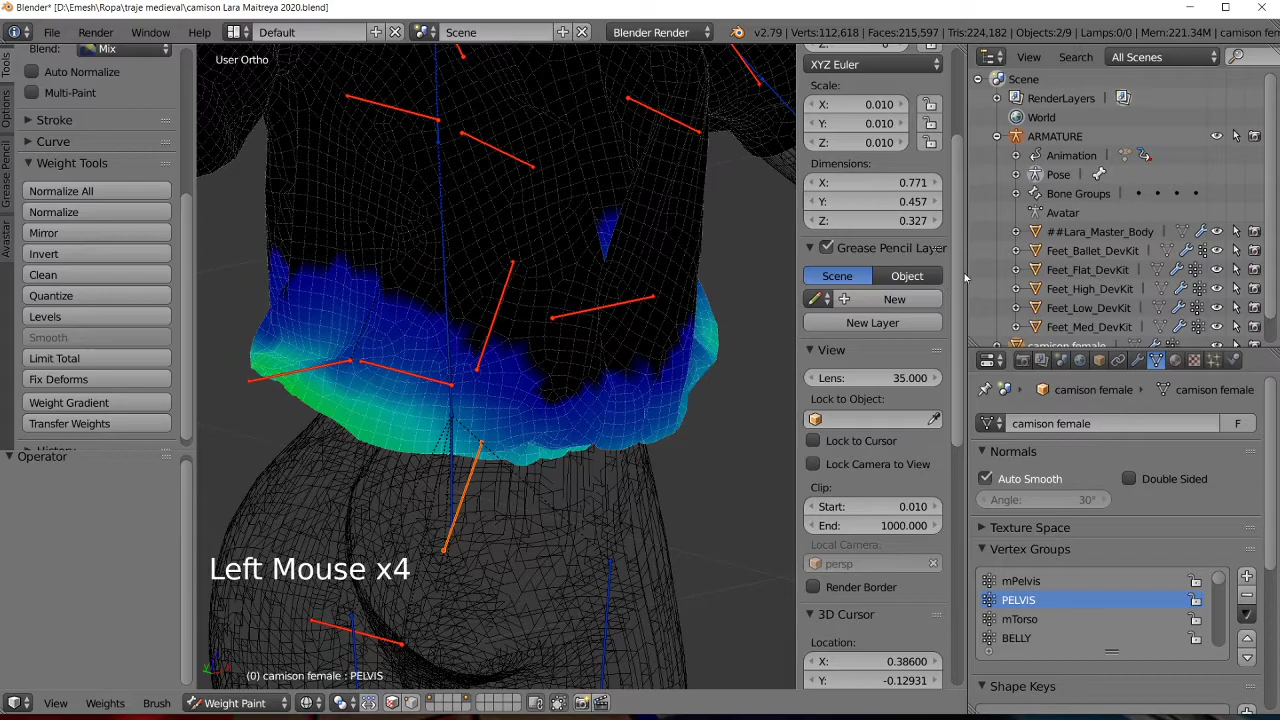 Blender* [D:\Emesh\Ropa\traje medieval\camison Lara Maitreya 2020.blend]
File Render Window Help Default Scene Blender Render v2.79 | Verts:112,618 | Faces:215,597 | Tris:224,182 | Objects:2/9 | Lamps:0/0 | Mem:221.34M | camison fem
Blend: Mix
Auto Normalize
Multi-Paint
Stroke
Curve
Weight Tools
Normalize All
Normalize
Mirror
Invert
Clean
Quantize
Levels
Smooth
Limit Total
Fix Deforms
Weight Gradient
Transfer Weights
Operator
Tools
Options
Grease Pencil
Avastar
User Ortho
Left Mouse x4
(0) camison female : PELVIS
View Weights Brush Weight Paint
XYZ Euler
Scale:
X: 0.010
Y: 0.010
Z: 0.010
Dimensions:
X: 0.771
Y: 0.457
Z: 0.327
Grease Pencil Layer
Scene Object
New
New Layer
View
Lens: 35.000
Lock to Object:
Lock to Cursor
Lock Camera to View
Clip:
Start: 0.010
End: 1000.000
Local Camera:
persp
Render Border
3D Cursor
Location:
X: 0.38600
Y: -0.12931
View Search All Scenes
Scene
RenderLayers
World
ARMATURE
Animation
Pose
Bone Groups
Avatar
##Lara_Master_Body
Feet_Ballet_DevKit
Feet_Flat_DevKit
Feet_High_DevKit
Feet_Low_DevKit
Feet_Med_DevKit
camison female
camison female camison female
camison female F
Normals
Auto Smooth Double Sided
Angle: 30°
Texture Space
Vertex Groups
mPelvis
PELVIS
mTorso
BELLY
Shape Keys